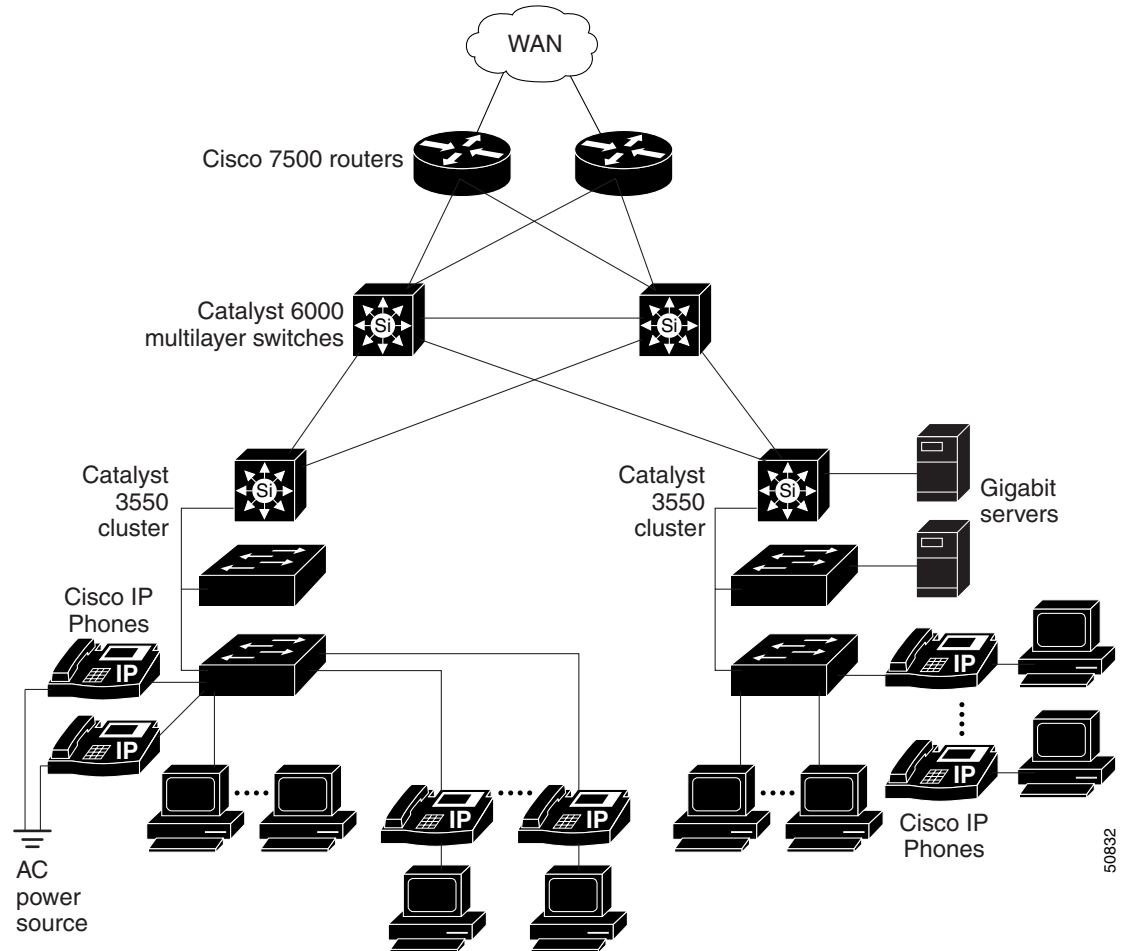 WAN
Cisco 7500 routers
Catalyst 6000
multilayer switches
Si
Si
Catalyst
3550
cluster
Si
Catalyst
3550
cluster
Si
Gigabit
servers
Cisco IP
Phones
IP
IP
IP
IP
IP
IP
Cisco IP
Phones
AC
power
source
50832